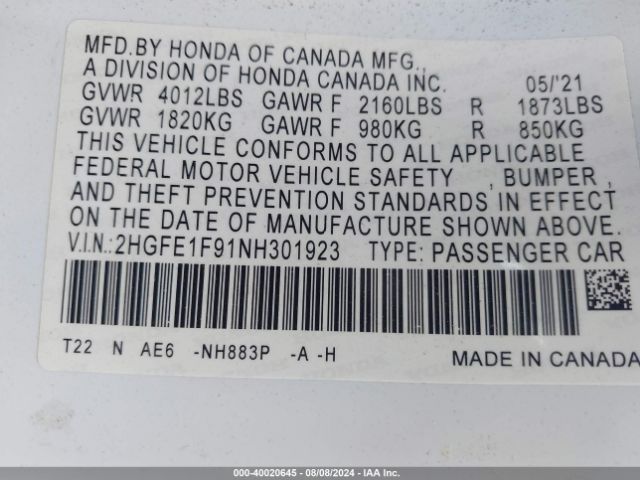 MFD.BY HONDA OF CANADA MFG.,
A DIVISION OF HONDA CANADA INC. 05/'21
GVWR 4012LBS GAWR F 2160LBS R 1873LBS
GVWR 1820KG GAWR F 980KG R 850KG
THIS VEHICLE CONFORMS TO ALL APPLICABLE
FEDERAL MOTOR VEHICLE SAFETY , BUMPER ,
AND THEFT PREVENTION STANDARDS IN EFFECT
ON THE DATE OF MANUFACTURE SHOWN ABOVE.
V.I.N.:2HGFE1F91NH301923 TYPE: PASSENGER CAR
T22 N AE6 -NH883P -A -H MADE IN CANADA
000-40020645 - 08/08/2024 - IAA Inc.